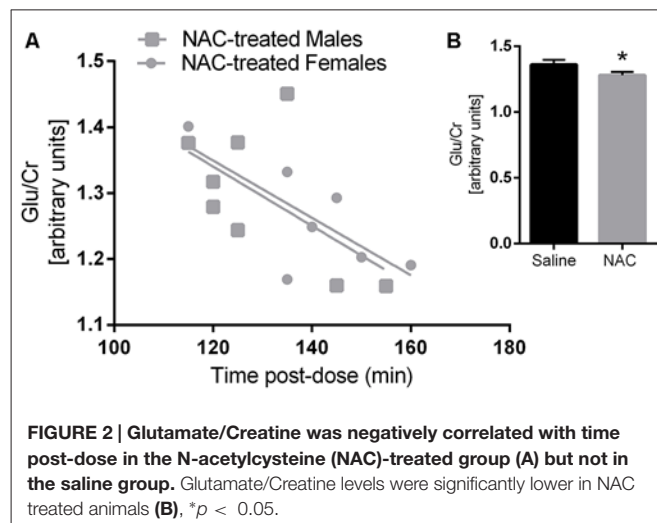 A
NAC-treated Males
NAC-treated Females
1.5
1.4
1.3
1.2
1.1
Glu/Cr
[arbitrary units]
100
120
140
160
180
Time post-dose (min)
B
1.5
1.0
0.5
0.0
Glu/Cr
[arbitrary units]
*
Saline
NAC
FIGURE 2 | Glutamate/Creatine was negatively correlated with time
post-dose in the N-acetylcysteine (NAC)-treated group (A) but not in
the saline group. Glutamate/Creatine levels were significantly lower in NAC
treated animals (B), *p < 0.05.